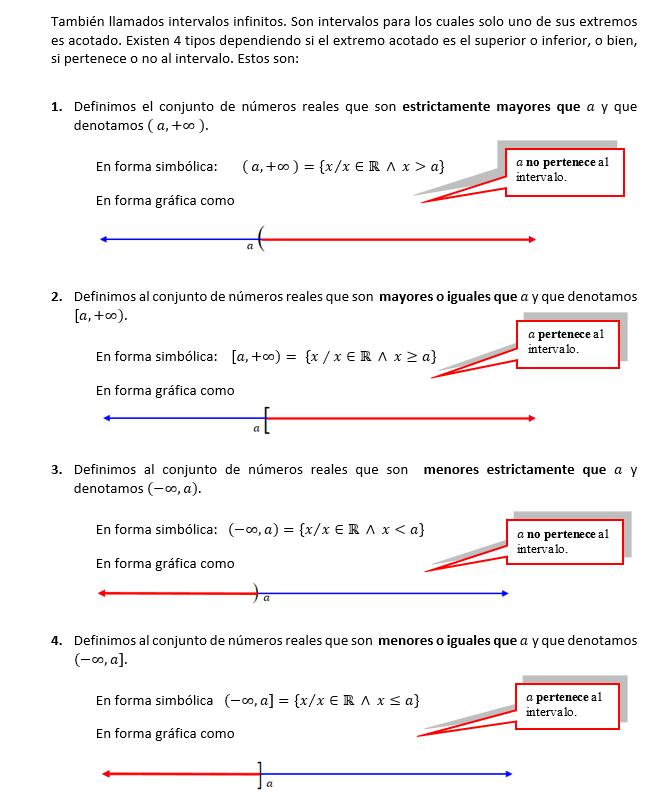 También llamados intervalos infinitos. Son intervalos para los cuales solo uno de sus extremos
es acotado. Existen 4 tipos dependiendo si el extremo acotado es el superior o inferior, o bien,
si pertenece o no al intervalo. Estos son:
1. Definimos el conjunto de números reales que son estrictamente mayores que a y que
denotamos ( a, +∞ ).
En forma simbólica: ( a, +∞ ) = {x/x ∈ ℝ ∧ x > a}
a no pertenece al
intervalo.
En forma gráfica como
a (
2. Definimos al conjunto de números reales que son mayores o iguales que a y que denotamos
[a, +∞).
a pertenece al
intervalo.
En forma simbólica: [a, +∞) = {x / x ∈ ℝ ∧ x ≥ a}
En forma gráfica como
a [
3. Definimos al conjunto de números reales que son menores estrictamente que a y
denotamos (−∞, a).
En forma simbólica: (−∞, a) = {x/x ∈ ℝ ∧ x < a}
a no pertenece al
intervalo.
En forma gráfica como
) a
4. Definimos al conjunto de números reales que son menores o iguales que a y que denotamos
(−∞, a].
En forma simbólica (−∞, a] = {x/x ∈ ℝ ∧ x ≤ a}
a pertenece al
intervalo.
En forma gráfica como
] a